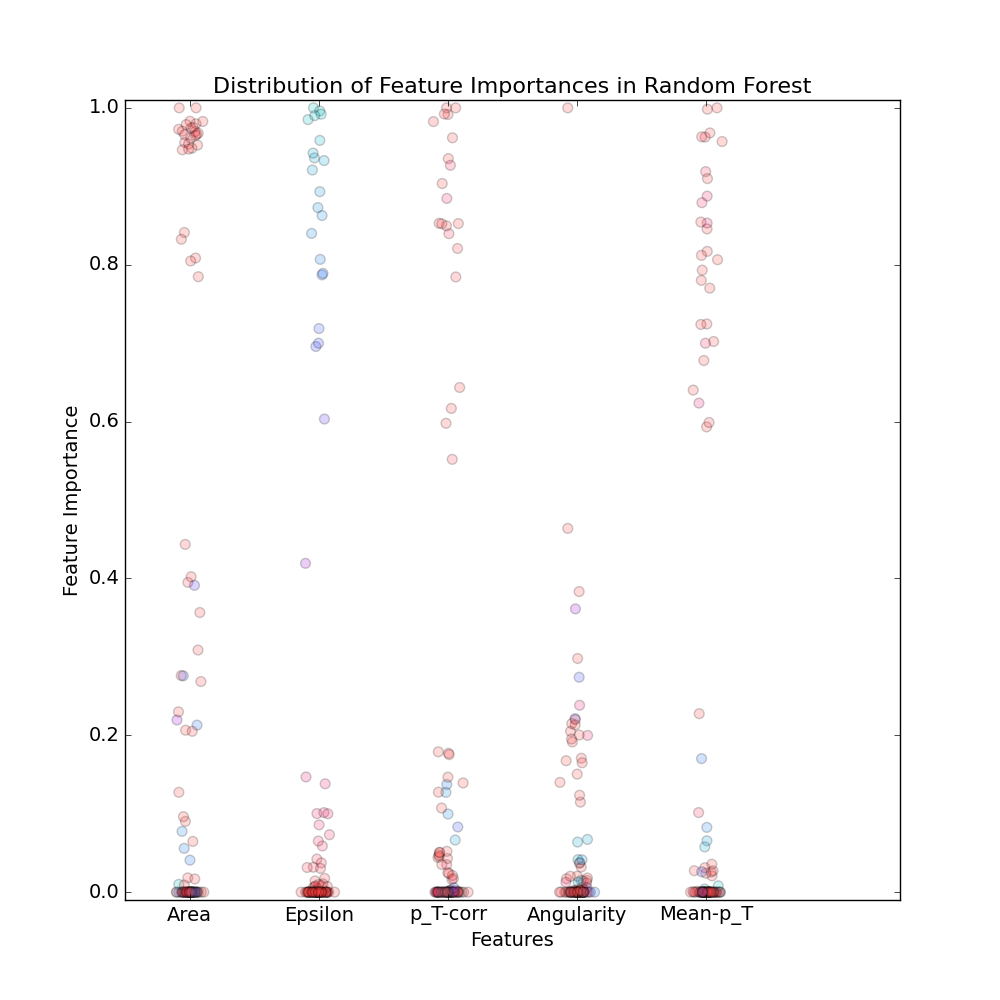 Distribution of Feature Importances in Random Forest
1.0
0.8
0.6
0.4
0.2
0.0
Feature Importance
Area Epsilon p_T-corr Angularity Mean-p_T
Features